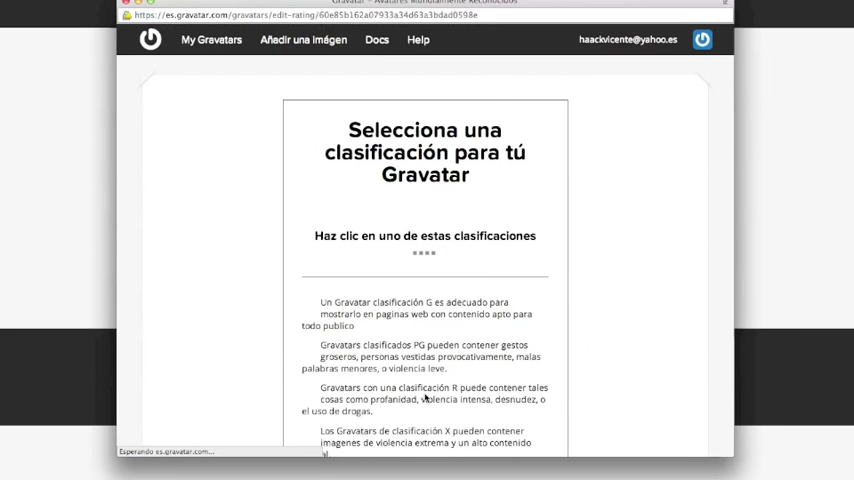 Gravatar - Avatares Mundialmente Reconocidos
https://es.gravatar.com/gravatars/edit-rating/60e85b162a07933a34d63a3bdad0598e
My Gravatars Añadir una imágen Docs Help haackvicente@yahoo.es
Selecciona una
clasificación para tú
Gravatar
Haz clic en uno de estas clasificaciones
Un Gravatar clasificación G es adecuado para
mostrarlo en paginas web con contenido apto para
todo publico
Gravatars clasificados PG pueden contener gestos
groseros, personas vestidas provocativamente, malas
palabras menores, o violencia leve.
Gravatars con una clasificación R puede contener tales
cosas como profanidad, violencia intensa, desnudez, o
el uso de drogas.
Los Gravatars de clasificación X pueden contener
imagenes de violencia extrema y un alto contenido
Esperando es.gravatar.com...